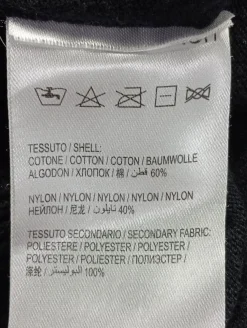 TESSUTO / SHELL:
COTONE / COTTON / COTON / BAUMWOLLE
ALGODON / ХЛОПОК / 棉 / قطن / 60%
NYLON / NYLON / NYLON / NYLON / NYLON
НЕЙЛОН / 尼龙 / نايلون / 40%
TESSUTO SECONDARIO / SECONDARY FABRIC:
POLIESTERE / POLYESTER / POLYESTER /
POLYESTER / POLYESTER / ПОЛИЭСТЕР /
涤纶 / البوليستر / 100%